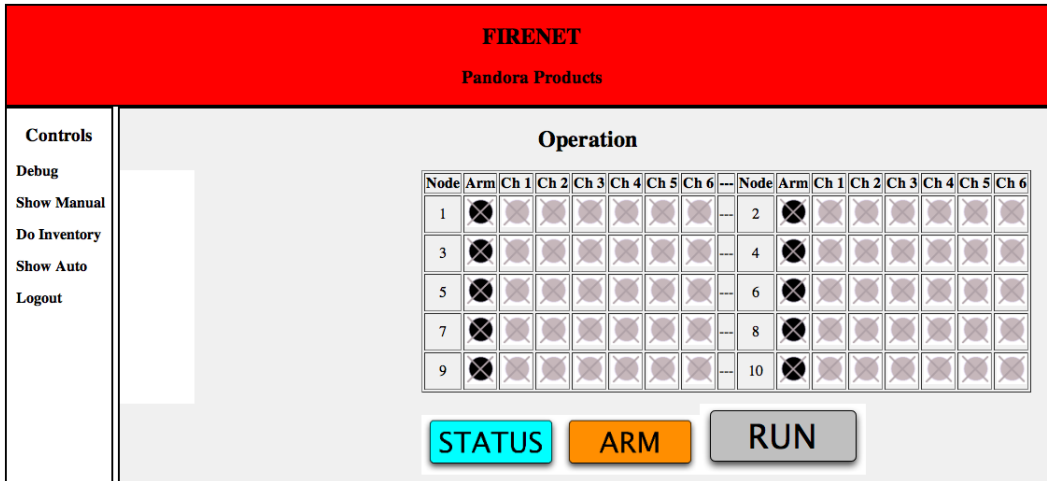 FIRENET
Pandora Products
Controls
Debug
Show Manual
Do Inventory
Show Auto
Logout
Operation
Node Arm Ch 1 Ch 2 Ch 3 Ch 4 Ch 5 Ch 6 --- Node Arm Ch 1 Ch 2 Ch 3 Ch 4 Ch 5 Ch 6
1 --- 2
3 --- 4
5 --- 6
7 --- 8
9 --- 10
STATUS ARM RUN